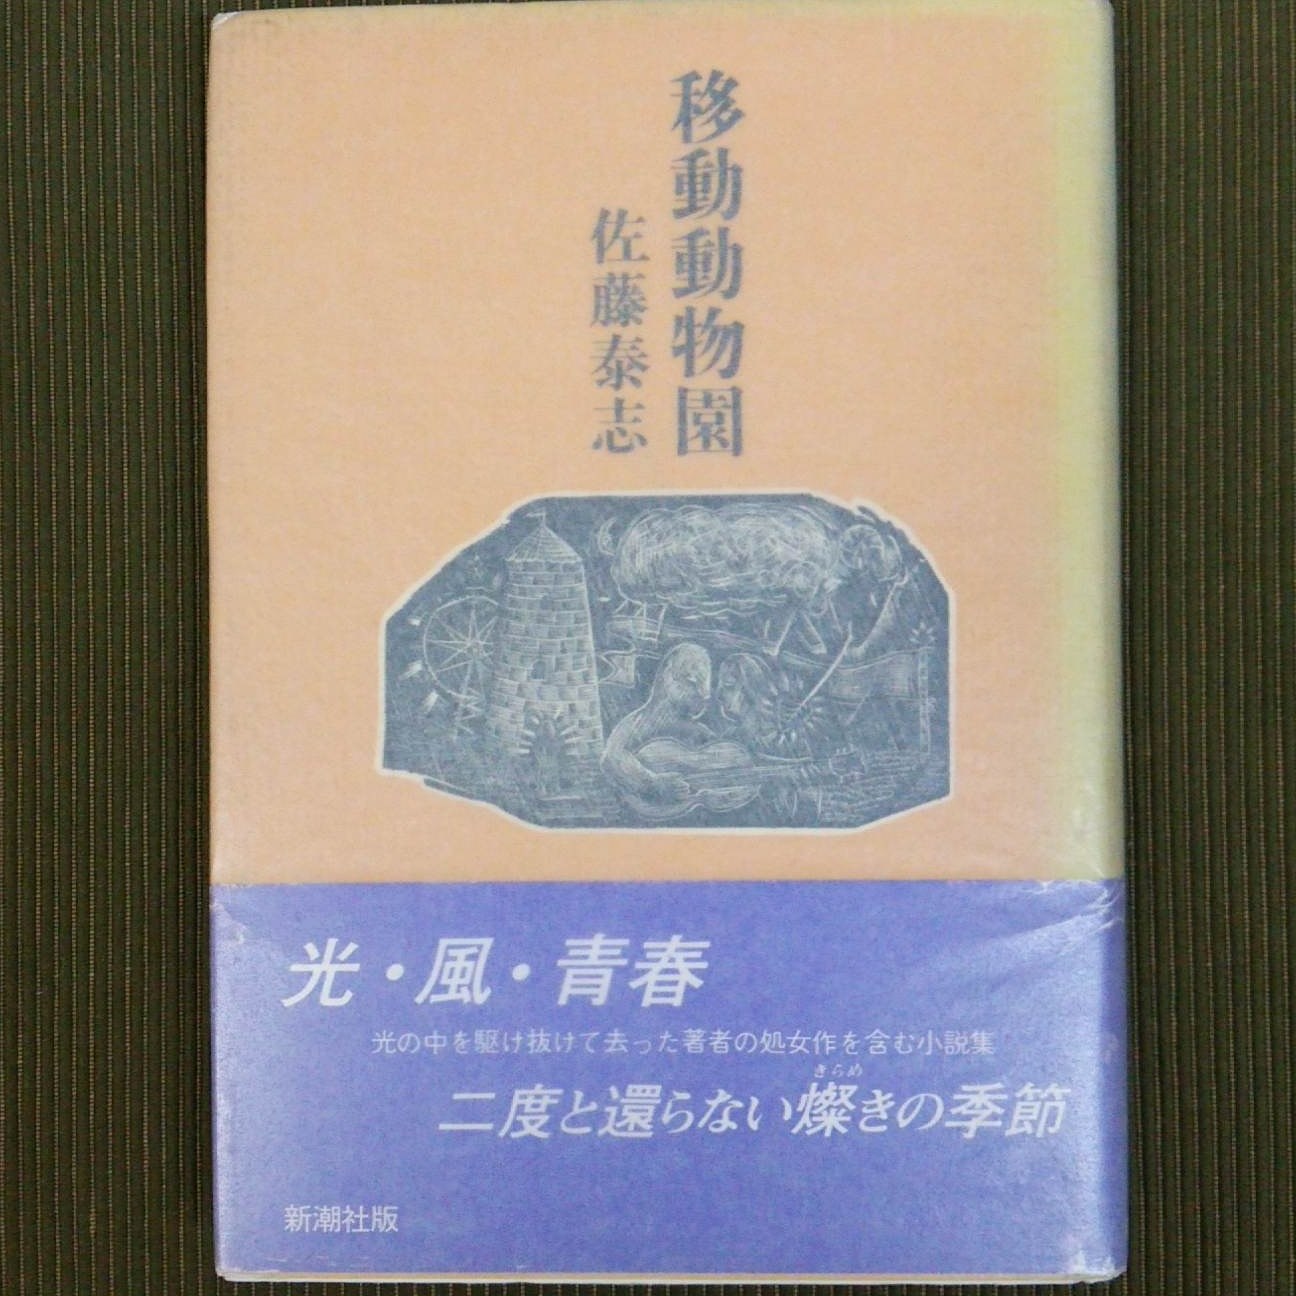 移動動物園
佐藤泰志
光・風・青春
光の中を駆け抜けて去った著者の処女作を含む小説集
きらめ
二度と還らない燦きの季節
新潮社版